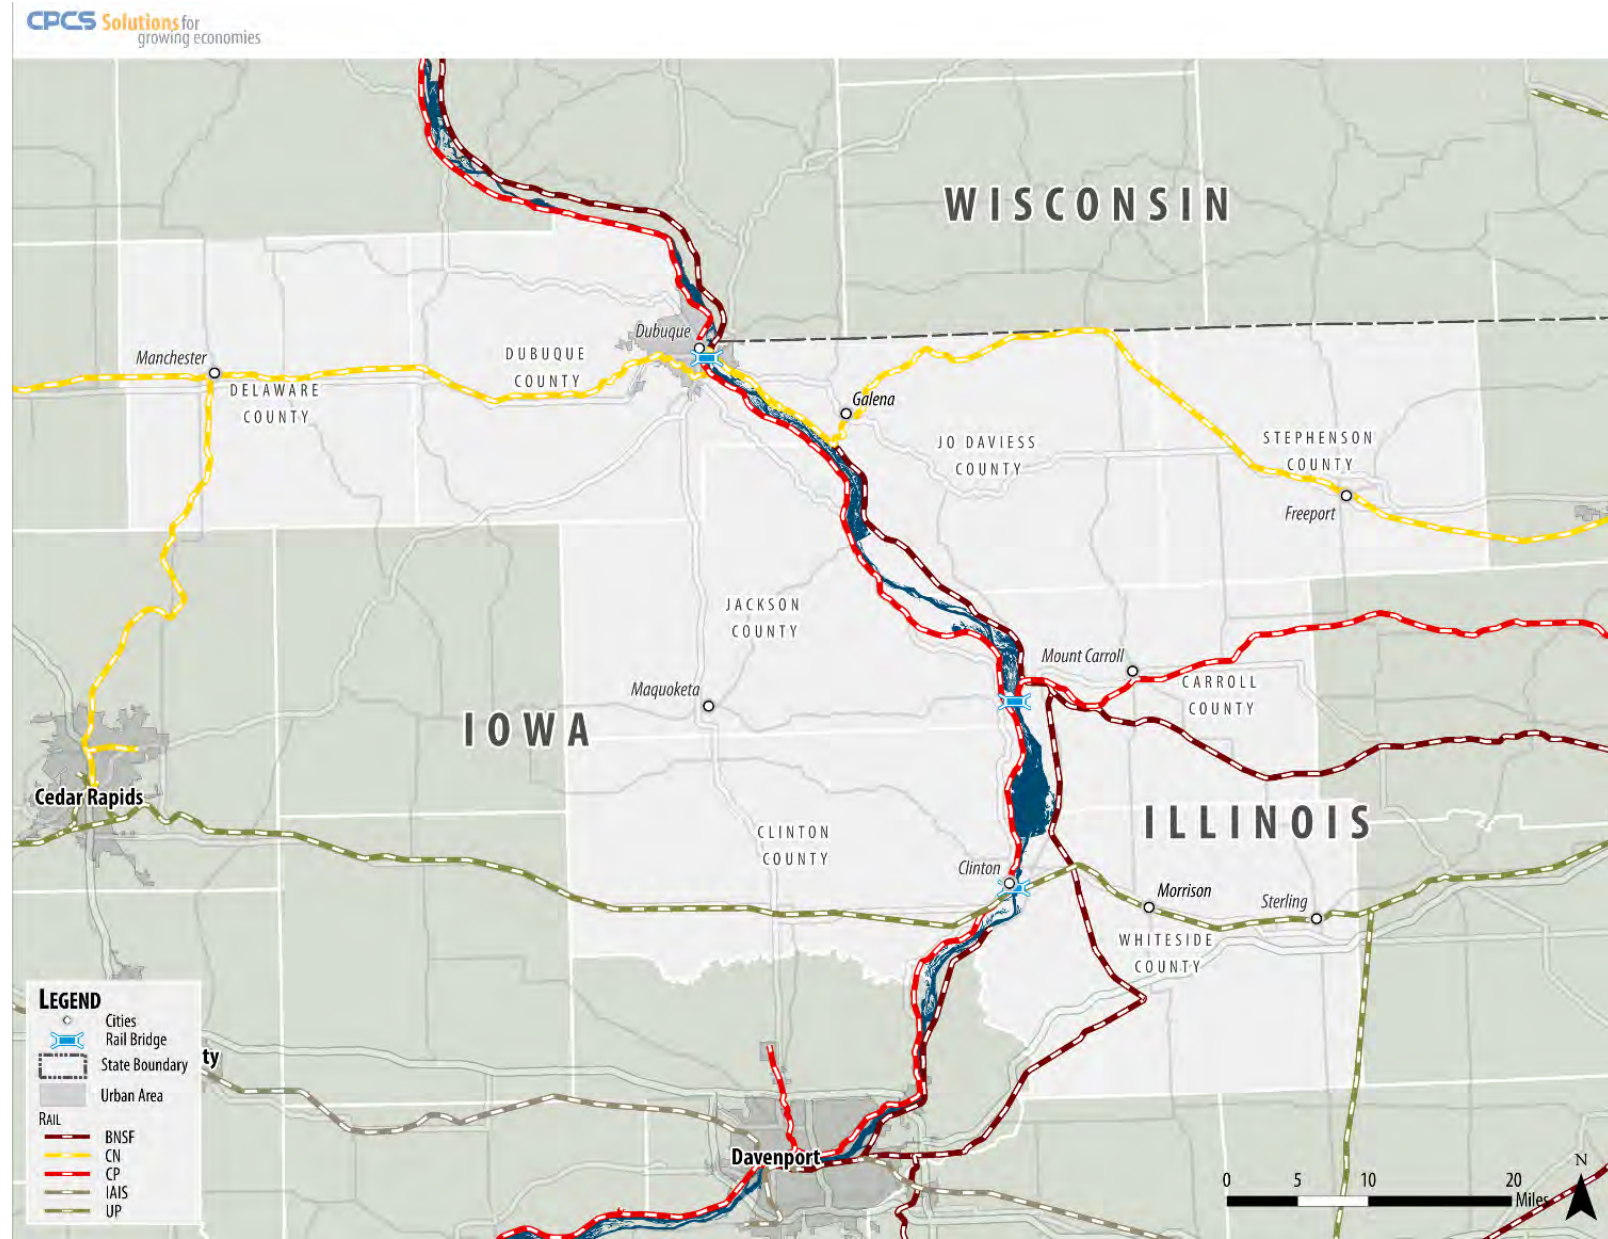 CPCS Solutions for
growing economies
WISCONSIN
Dubuque
Manchester
DUBUQUE
COUNTY
DELAWARE
COUNTY
Galena
JO DAVIESS
COUNTY
STEPHENSON
COUNTY
Freeport
JACKSON
COUNTY
Mount Carroll
CARROLL
COUNTY
Maquoketa
IOWA
Cedar Rapids
ILLINOIS
CLINTON
COUNTY
Clinton
Morrison
Sterling
WHITESIDE
COUNTY
LEGEND
Cities
Rail Bridge
State Boundary
Urban Area
RAIL
BNSF
CN
CP
IAIS
UP
ty
Davenport
N
0 5 10 20
Miles